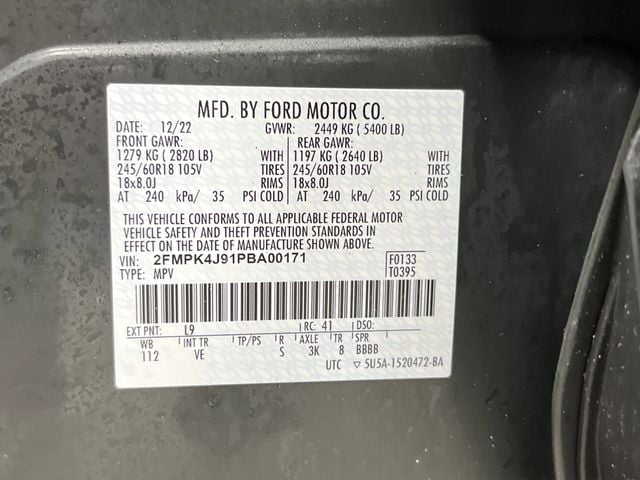 MFD. BY FORD MOTOR CO.
DATE: 12/22 GVWR: 2449 KG ( 5400 LB)
FRONT GAWR: REAR GAWR:
1279 KG ( 2820 LB) WITH 1197 KG ( 2640 LB) WITH
245/60R18 105V TIRES 245/60R18 105V TIRES
18x8.0J RIMS 18x8.0J RIMS
AT 240 kPa/ 35 PSI COLD AT 240 kPa/ 35 PSI COLD
THIS VEHICLE CONFORMS TO ALL APPLICABLE FEDERAL MOTOR
VEHICLE SAFETY AND THEFT PREVENTION STANDARDS IN
EFFECT ON THE DATE OF MANUFACTURE SHOWN ABOVE.
VIN: 2FMPK4J91PBA00171 F0133
TYPE: MPV T0395
EXT PNT: L9 RC: 41 DSO:
WB INT TR TP/PS R AXLE TR SPR
112 VE S 3K 8 BBBB
UTC ▽ 5U5A-1520472-BA